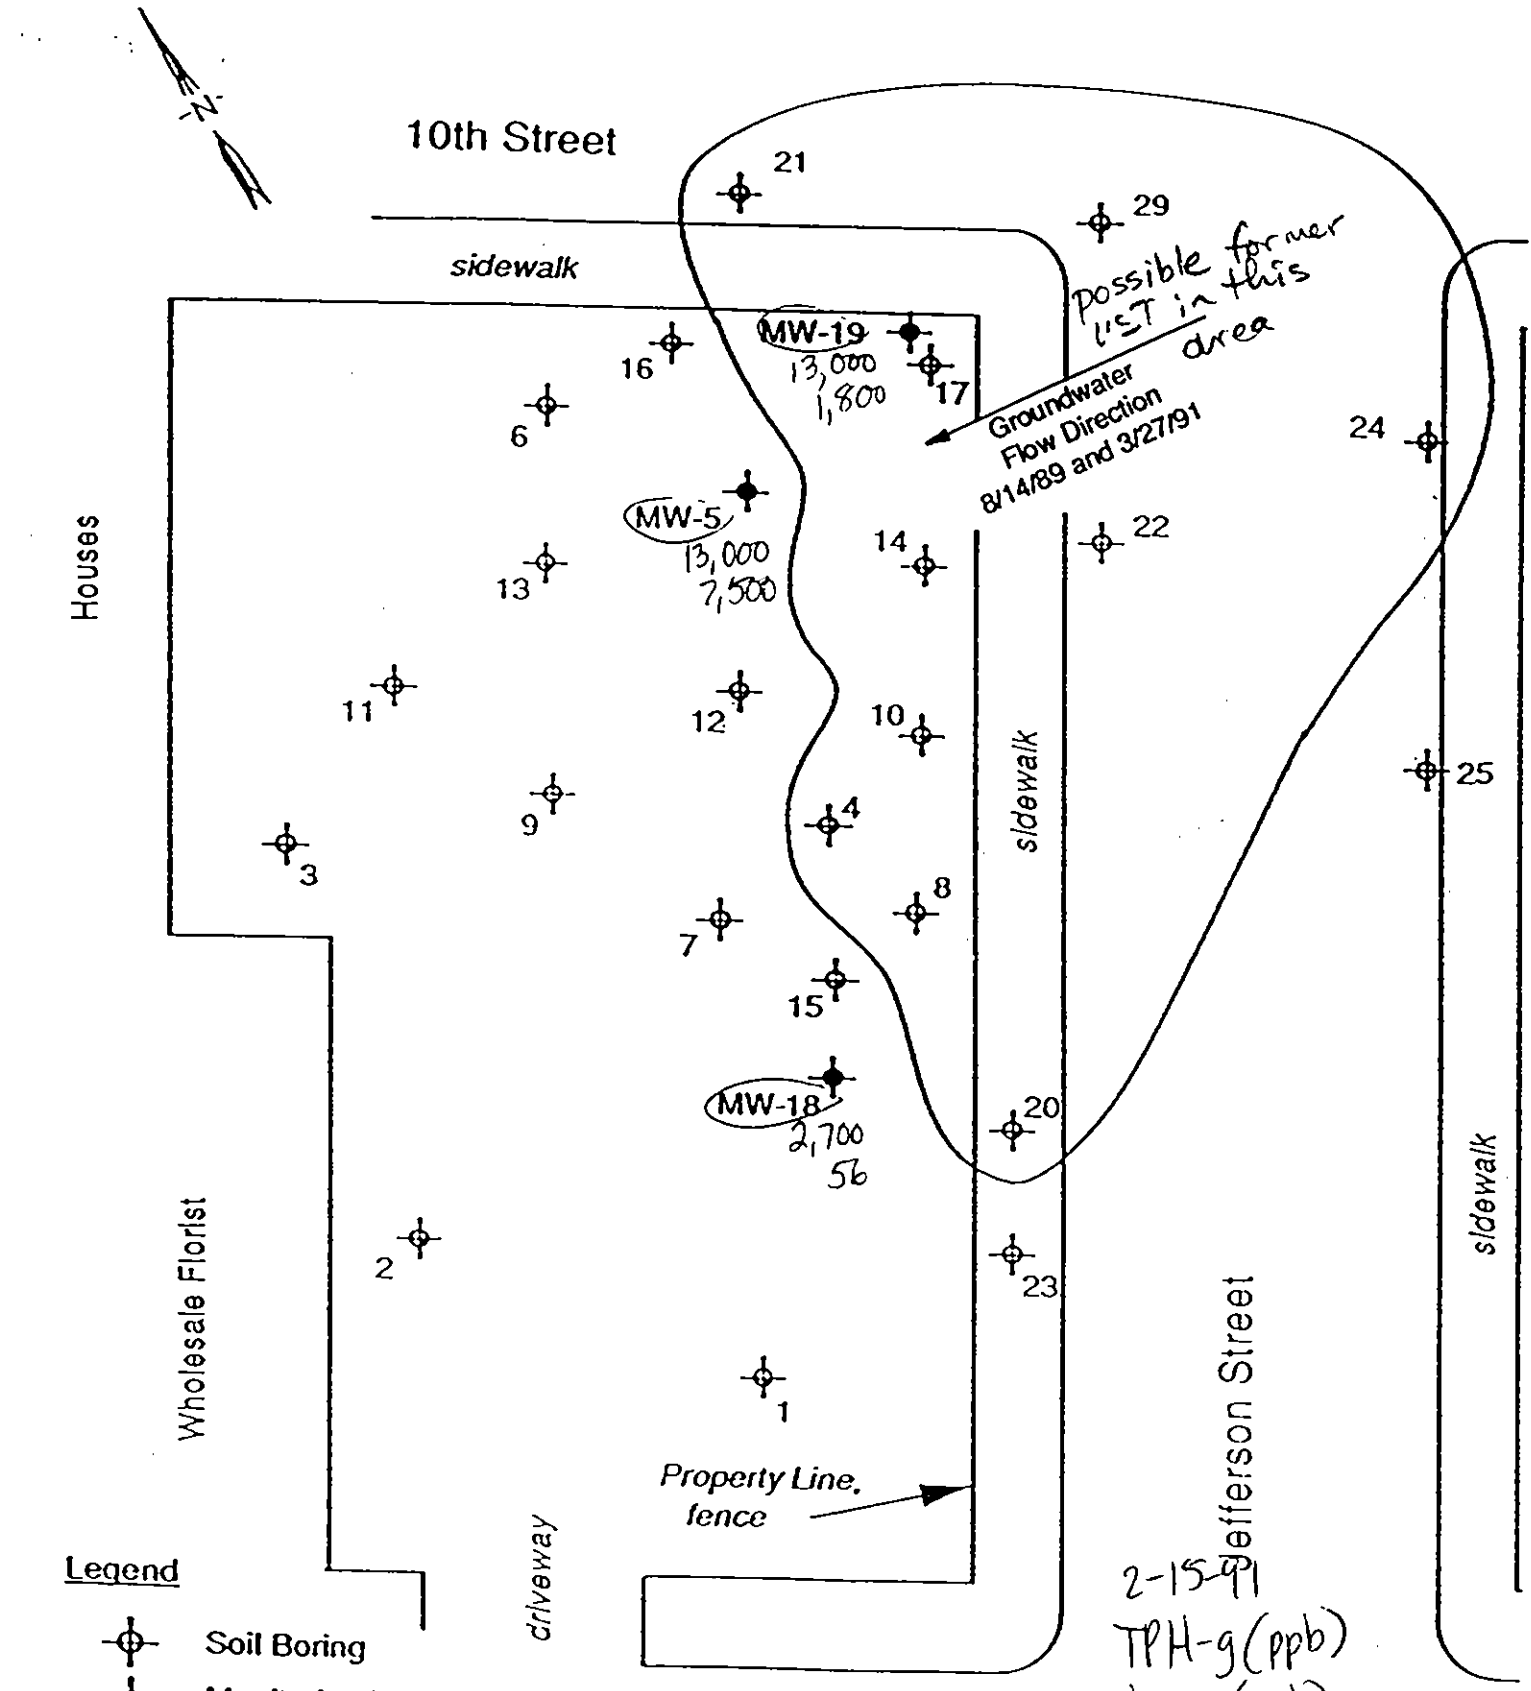 N
10th Street
21
29
possible former
UST in this
area
sidewalk
MW-19
13,000
1,800
16
17
6
Groundwater
Flow Direction
8/14/89 and 3/27/91
24
MW-5
13,000
7,500
14
22
13
Houses
11
12
10
sidewalk
25
9
4
3
8
7
15
MW-18
2,700
56
20
sidewalk
2
23
Wholesale Florist
1
Jefferson Street
Property Line,
fence
driveway
Legend
Soil Boring
2-15-91
TPH-g (ppb)